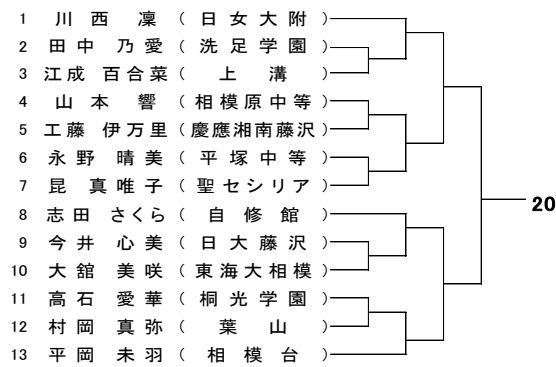 1 川西 凜 (日女大附)
2 田中 乃愛 (洗足学園)
3 江成 百合菜 (上溝)
4 山本 響 (相模原中等)
5 工藤 伊万里 (慶應湘南藤沢)
6 永野 晴美 (平塚中等)
7 昆 真唯子 (聖セシリア)
8 志田 さくら (自修館)
9 今井 心美 (日大藤沢)
10 大舘 美咲 (東海大相模)
11 高石 愛華 (桐光学園)
12 村岡 真弥 (葉山)
13 平岡 未羽 (相模台)
20